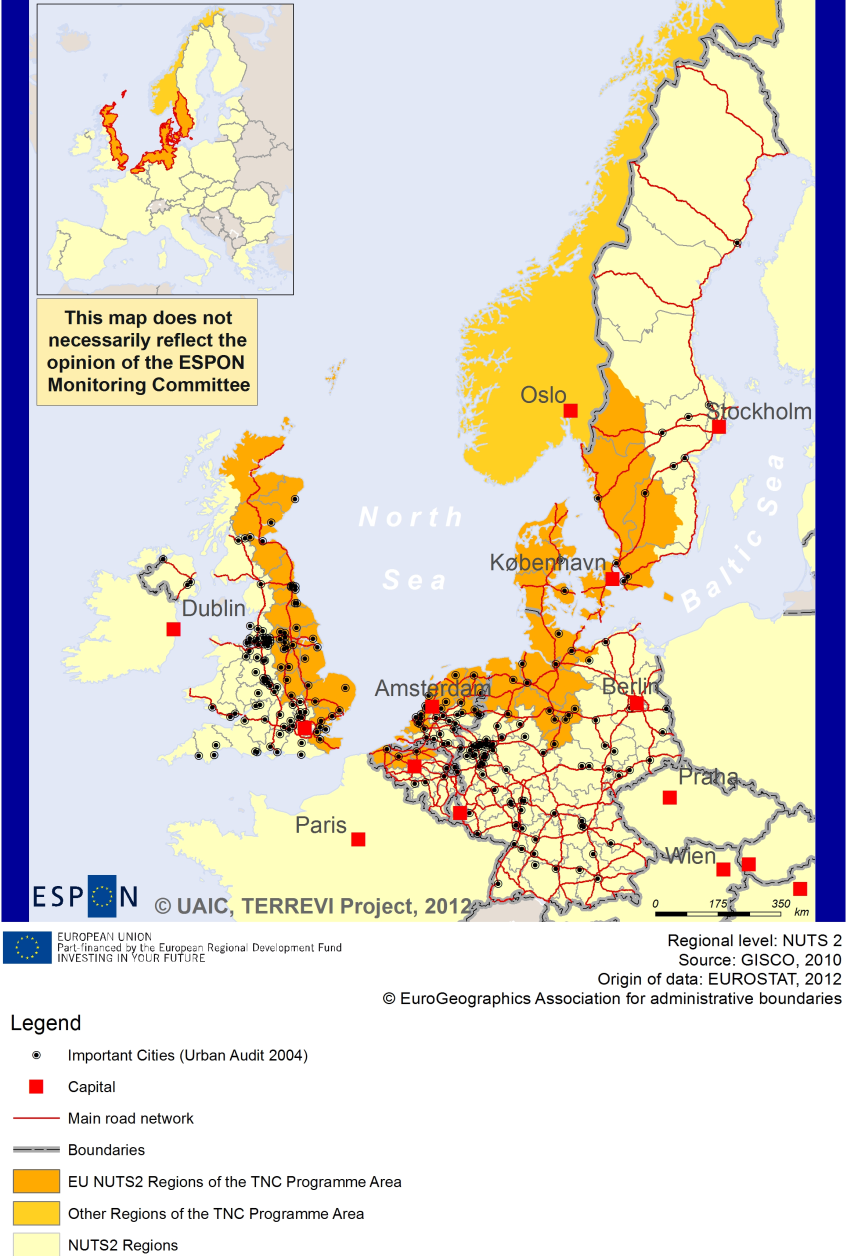 This map does not
necessarily reflect the
opinion of the ESPON
Monitoring Committee
Oslo
Stockholm
North
Sea
Baltic Sea
København
Dublin
Amsterdam
Berlin
Praha
Paris
Wien
ESPON
© UAIC, TERREVI Project, 2012
0 175 350
km
EUROPEAN UNION
Part-financed by the European Regional Development Fund
INVESTING IN YOUR FUTURE
Regional level: NUTS 2
Source: GISCO, 2010
Origin of data: EUROSTAT, 2012
© EuroGeographics Association for administrative boundaries
Legend
Important Cities (Urban Audit 2004)
Capital
Main road network
Boundaries
EU NUTS2 Regions of the TNC Programme Area
Other Regions of the TNC Programme Area
NUTS2 Regions